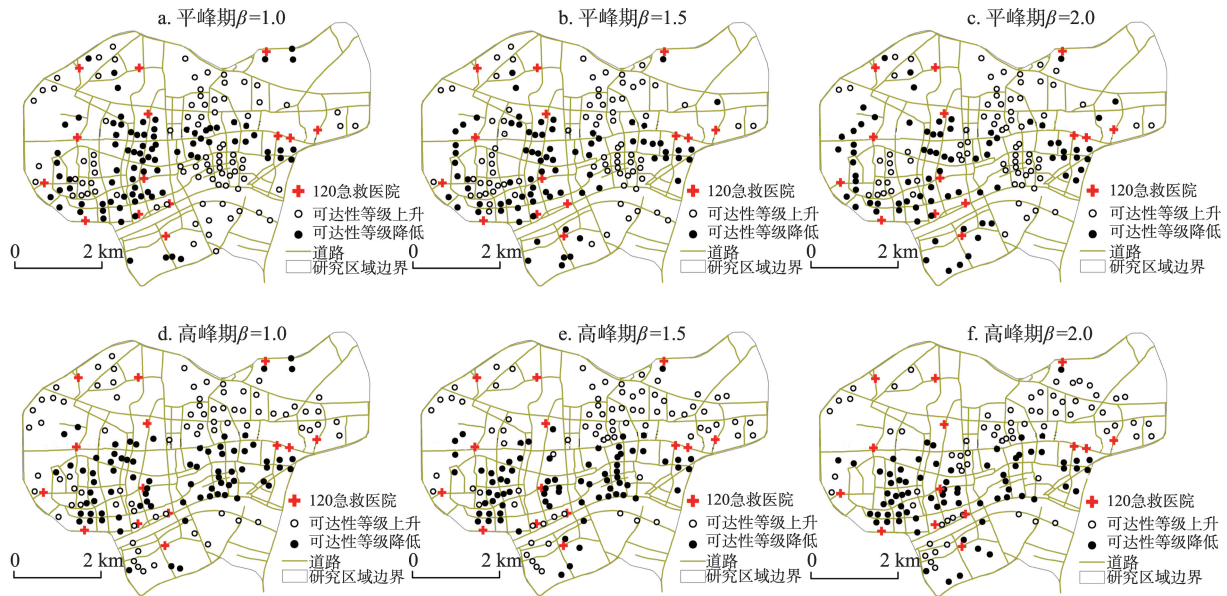 a. 平峰期β=1.0
120急救医院
可达性等级上升
可达性等级降低
道路
研究区域边界
0 2 km
b. 平峰期β=1.5
120急救医院
可达性等级上升
可达性等级降低
道路
研究区域边界
0 2 km
c. 平峰期β=2.0
120急救医院
可达性等级上升
可达性等级降低
道路
研究区域边界
0 2 km
d. 高峰期β=1.0
120急救医院
可达性等级上升
可达性等级降低
道路
研究区域边界
0 2 km
e. 高峰期β=1.5
120急救医院
可达性等级上升
可达性等级降低
道路
研究区域边界
0 2 km
f. 高峰期β=2.0
120急救医院
可达性等级上升
可达性等级降低
道路
研究区域边界
0 2 km